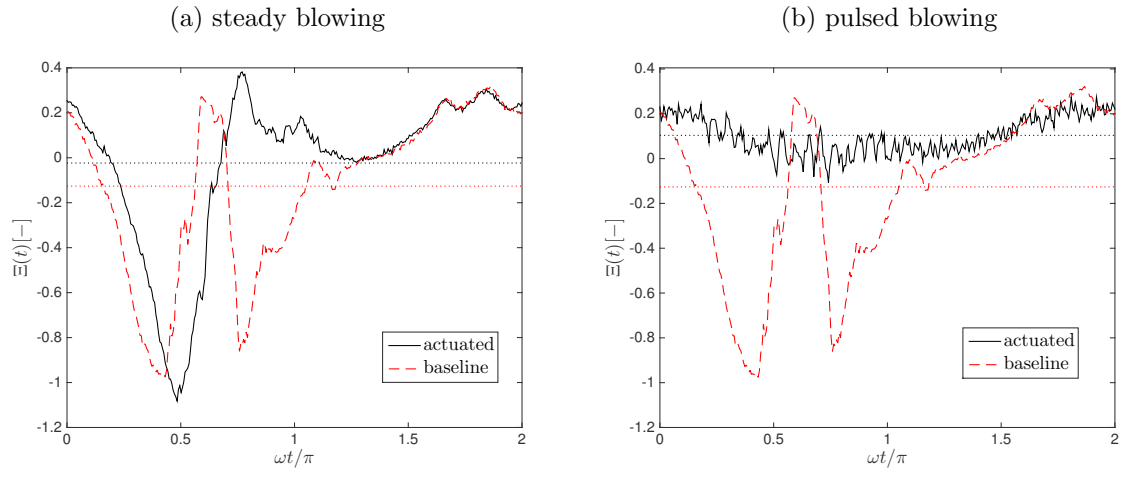 (a) steady blowing
0.4
0.2
0
-0.2
-0.4
-0.6
-0.8
-1
-1.2
Ξ(t)[−]
0 0.5 1 1.5 2
ωt/π
actuated
baseline
(b) pulsed blowing
0.4
0.2
0
-0.2
-0.4
-0.6
-0.8
-1
-1.2
Ξ(t)[−]
0 0.5 1 1.5 2
ωt/π
actuated
baseline